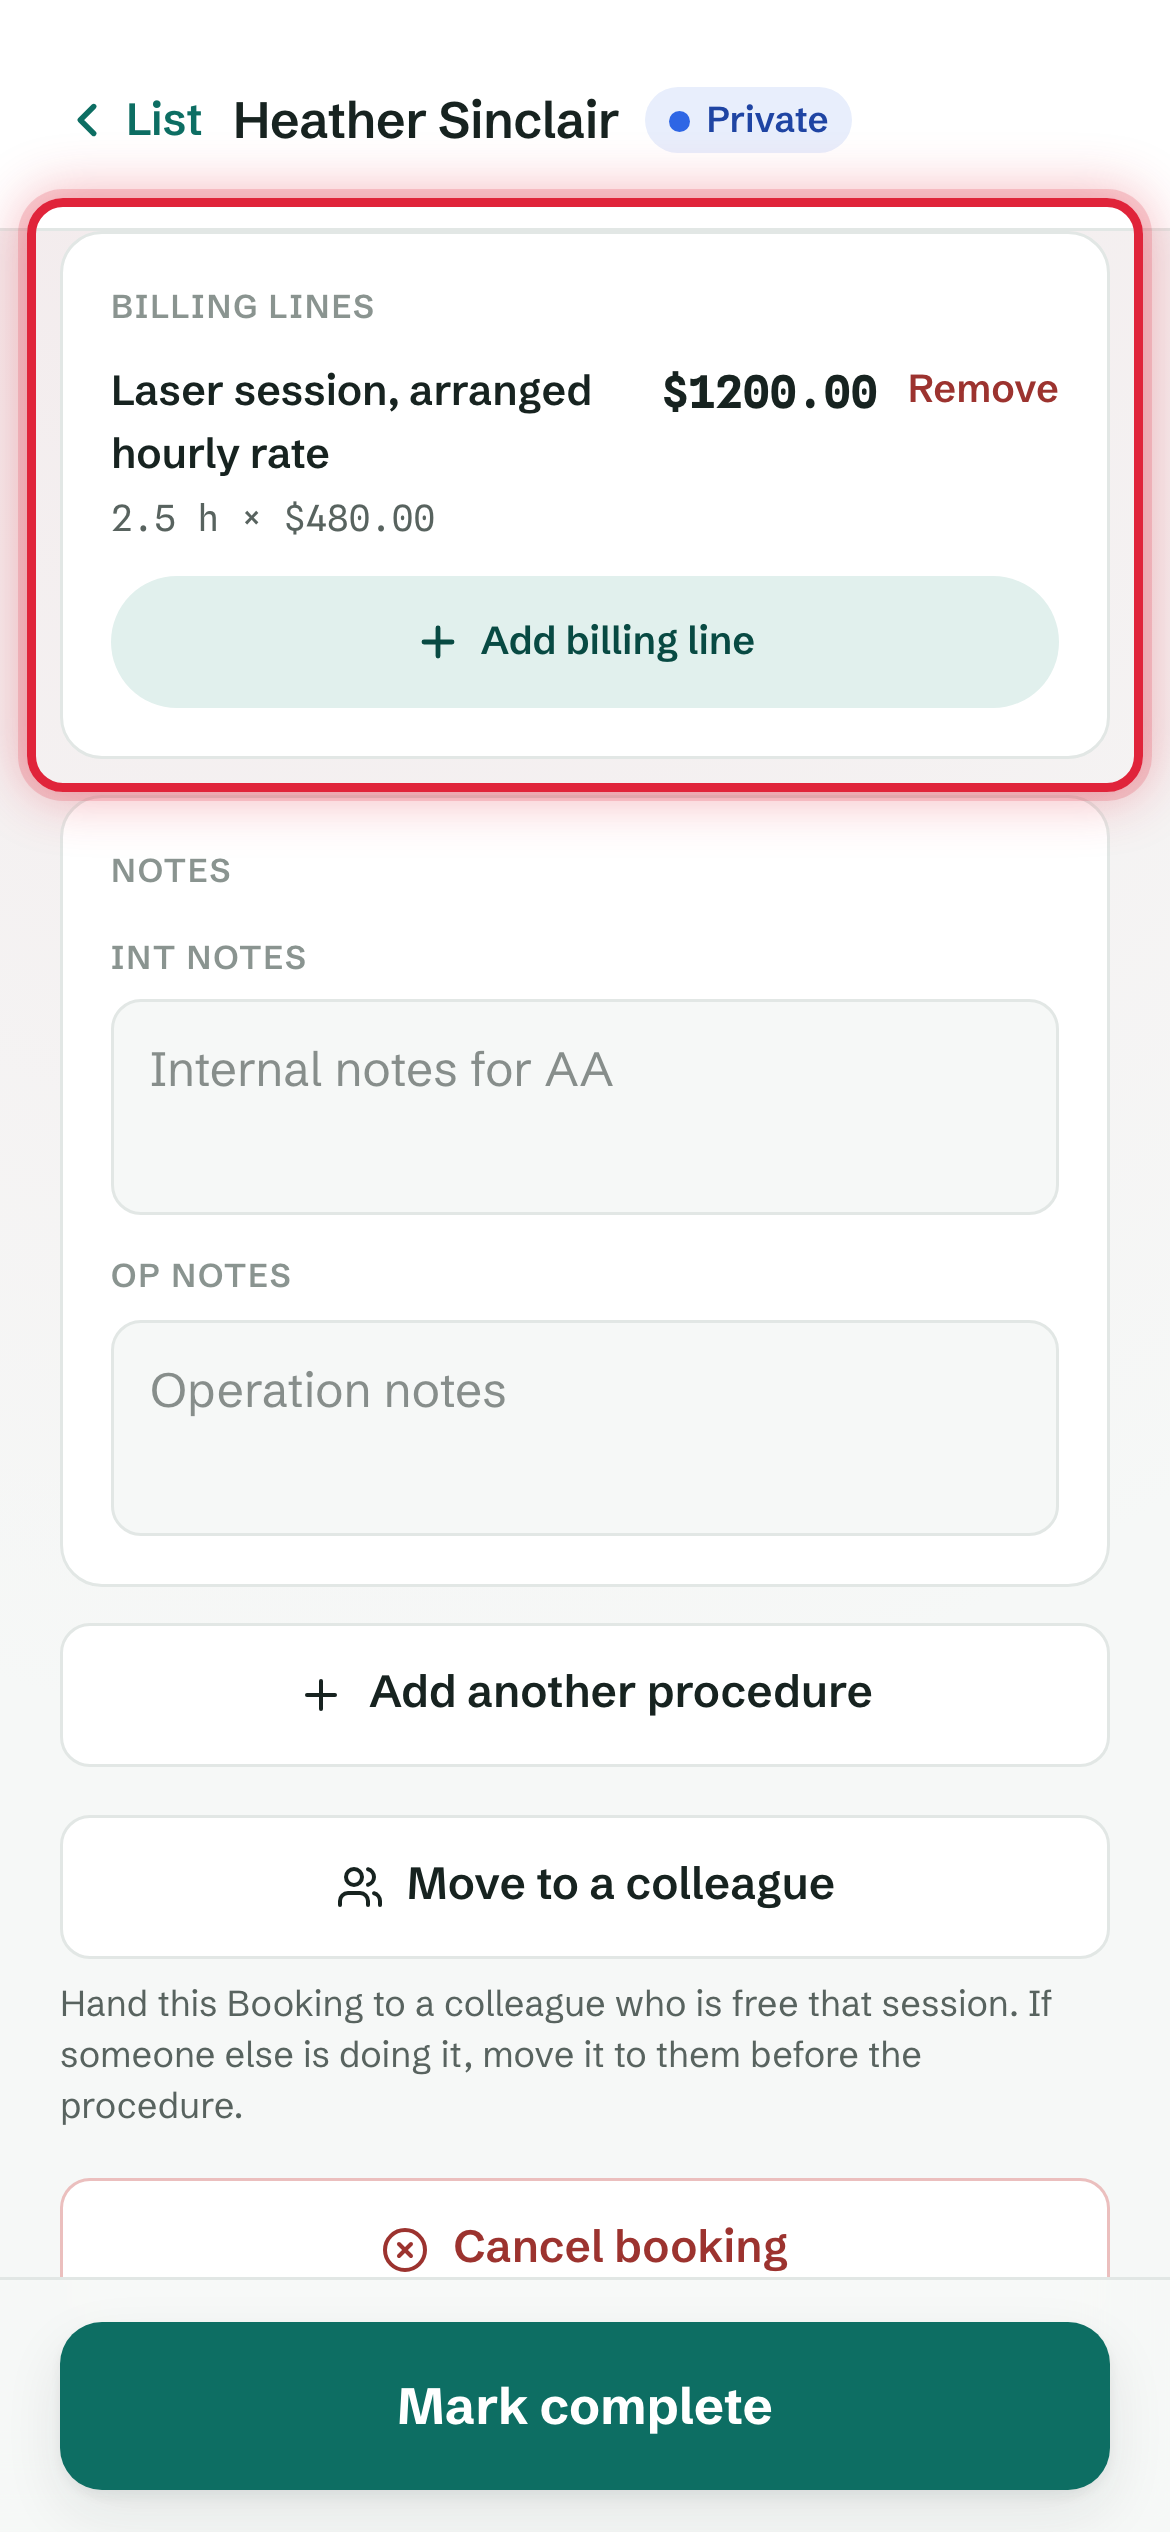 List Heather Sinclair Private
BILLING LINES
Laser session, arranged $1200.00 Remove
hourly rate
2.5 h × $480.00
+ Add billing line
NOTES
INT NOTES
Internal notes for AA
OP NOTES
Operation notes
+ Add another procedure
Move to a colleague
Hand this Booking to a colleague who is free that session. If
someone else is doing it, move it to them before the
procedure.
Cancel booking
Mark complete